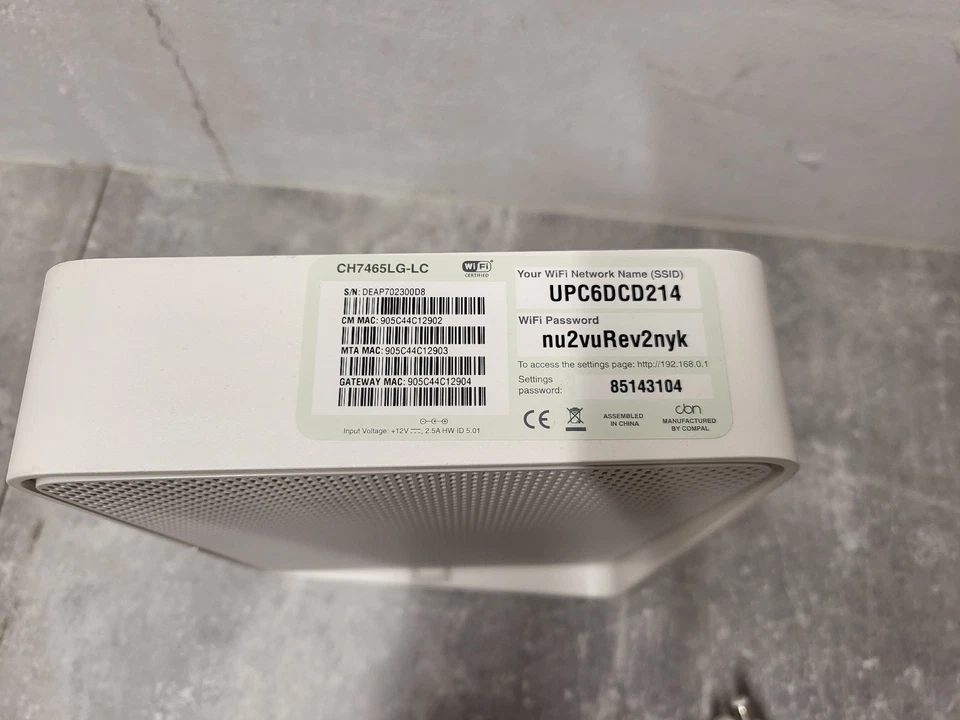 CH7465LG-LC
WiFi
CERTIFIED
S/N: DEAP702300D8
CM MAC: 905C44C12902
MTA MAC: 905C44C12903
GATEWAY MAC: 905C44C12904
Input Voltage: +12V, 2.5A HW ID 5.01
Your WiFi Network Name (SSID)
UPC6DCD214
WiFi Password
nu2vuRev2nyk
To access the settings page: http://192.168.0.1
Settings
password: 85143104
CE
ASSEMBLED
IN CHINA
cbn
MANUFACTURED
BY COMPAL